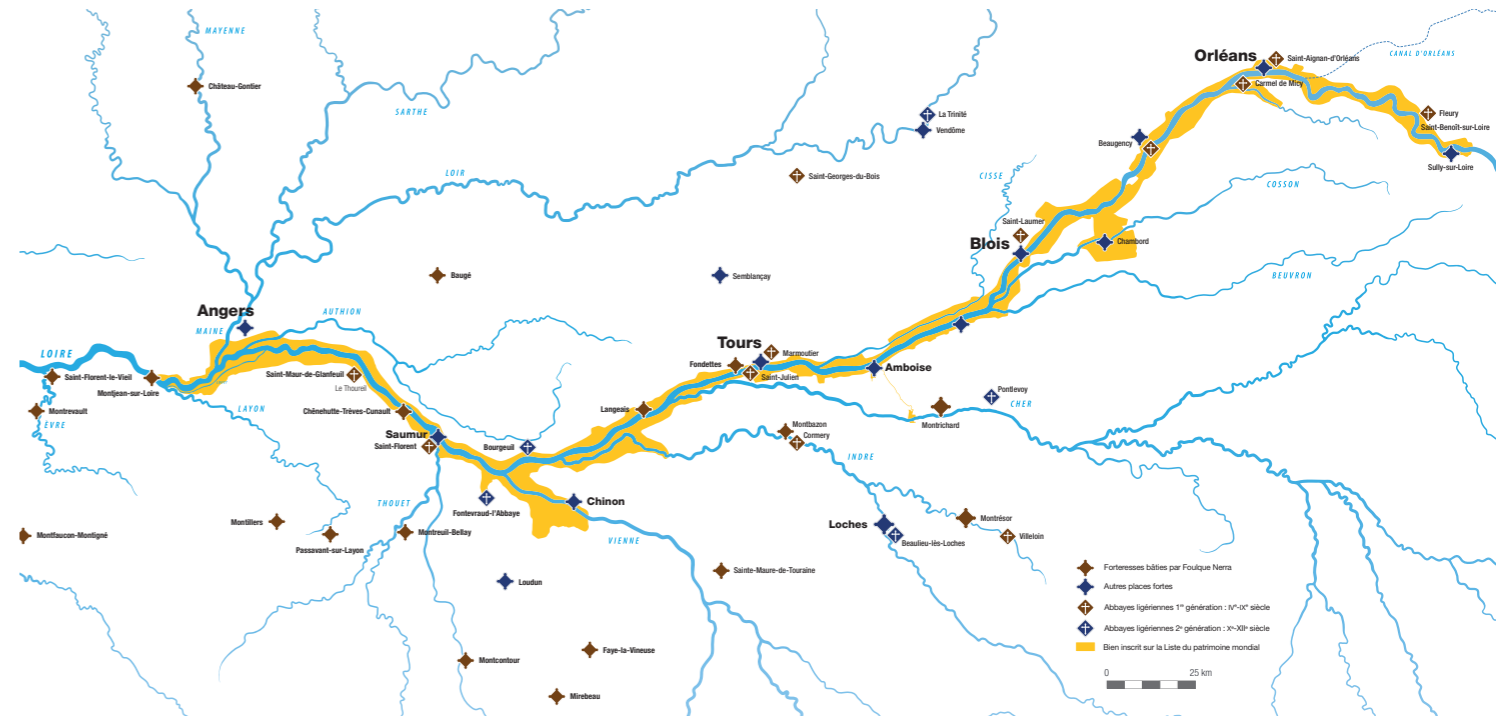 MAYENNE
Château-Gontier
SARTHE
LOIR
La Trinité
Vendôme
Saint-Georges-du-Bois
CISSE
Orléans
Saint-Aignan-d'Orléans
CANAL D'ORLÉANS
Carmel de Micy
Fleury
Saint-Benoît-sur-Loire
Sully-sur-Loire
Beaugency
COSSON
Saint-Laumer
Blois
Chambord
BEUVRON
Baugé
Semblançay
Angers
MAINE
AUTHION
LOIRE
Saint-Florent-le-Vieil
Montjean-sur-Loire
Saint-Maur-de-Glanfeuil
Le Thoureil
Montrevault
ÈVRE
LAYON
Chênehutte-Trèves-Cunault
Saumur
Saint-Florent
Bourgeuil
Langeais
Tours
Fondettes
Marmoutier
Saint-Julien
Amboise
Pontlevoy
CHER
Montrichard
Montbazon
Cormery
INDRE
THOUET
Fontevraud-l'Abbaye
Chinon
VIENNE
Montfaucon-Montigné
Montillers
Passavant-sur-Layon
Montreuil-Bellay
Loudun
Sainte-Maure-de-Touraine
Loches
Beaulieu-lès-Loches
Montrésor
Villeloin
Montcontour
Faye-la-Vineuse
Mirebeau
Forteresses bâties par Foulque Nerra
Autres places fortes
Abbayes ligériennes 1re génération : IVe-IXe siècle
Abbayes ligériennes 2e génération : Xe-XIIe siècle
Bien inscrit sur la Liste du patrimoine mondial
0 25 km